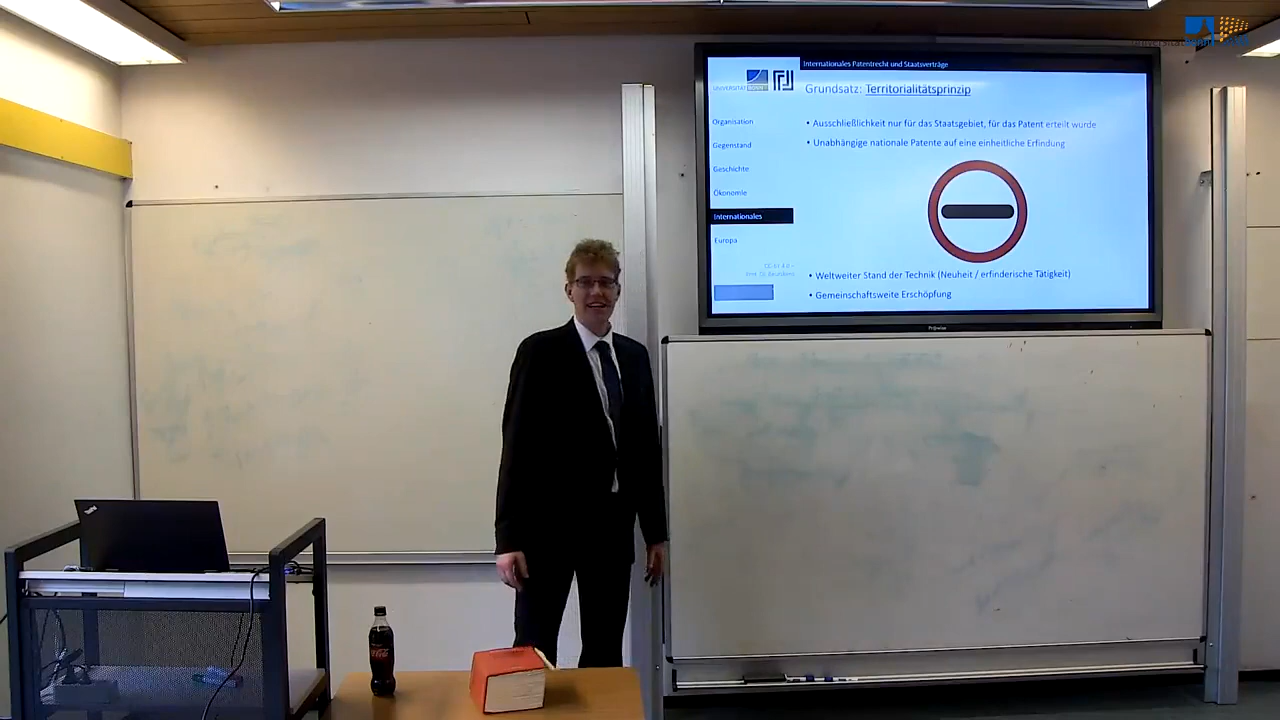 Internationales Patentrecht und Staatsverträge
UNIVERSITÄT BONN
Grundsatz: Territorialitätsprinzip
Organisation
Gegenstand
Geschichte
Ökonomie
Internationales
Europa
• Ausschließlichkeit nur für das Staatsgebiet, für das Patent erteilt wurde
• Unabhängige nationale Patente auf eine einheitliche Erfindung
• Weltweiter Stand der Technik (Neuheit / erfinderische Tätigkeit)
• Gemeinschaftsweite Erschöpfung